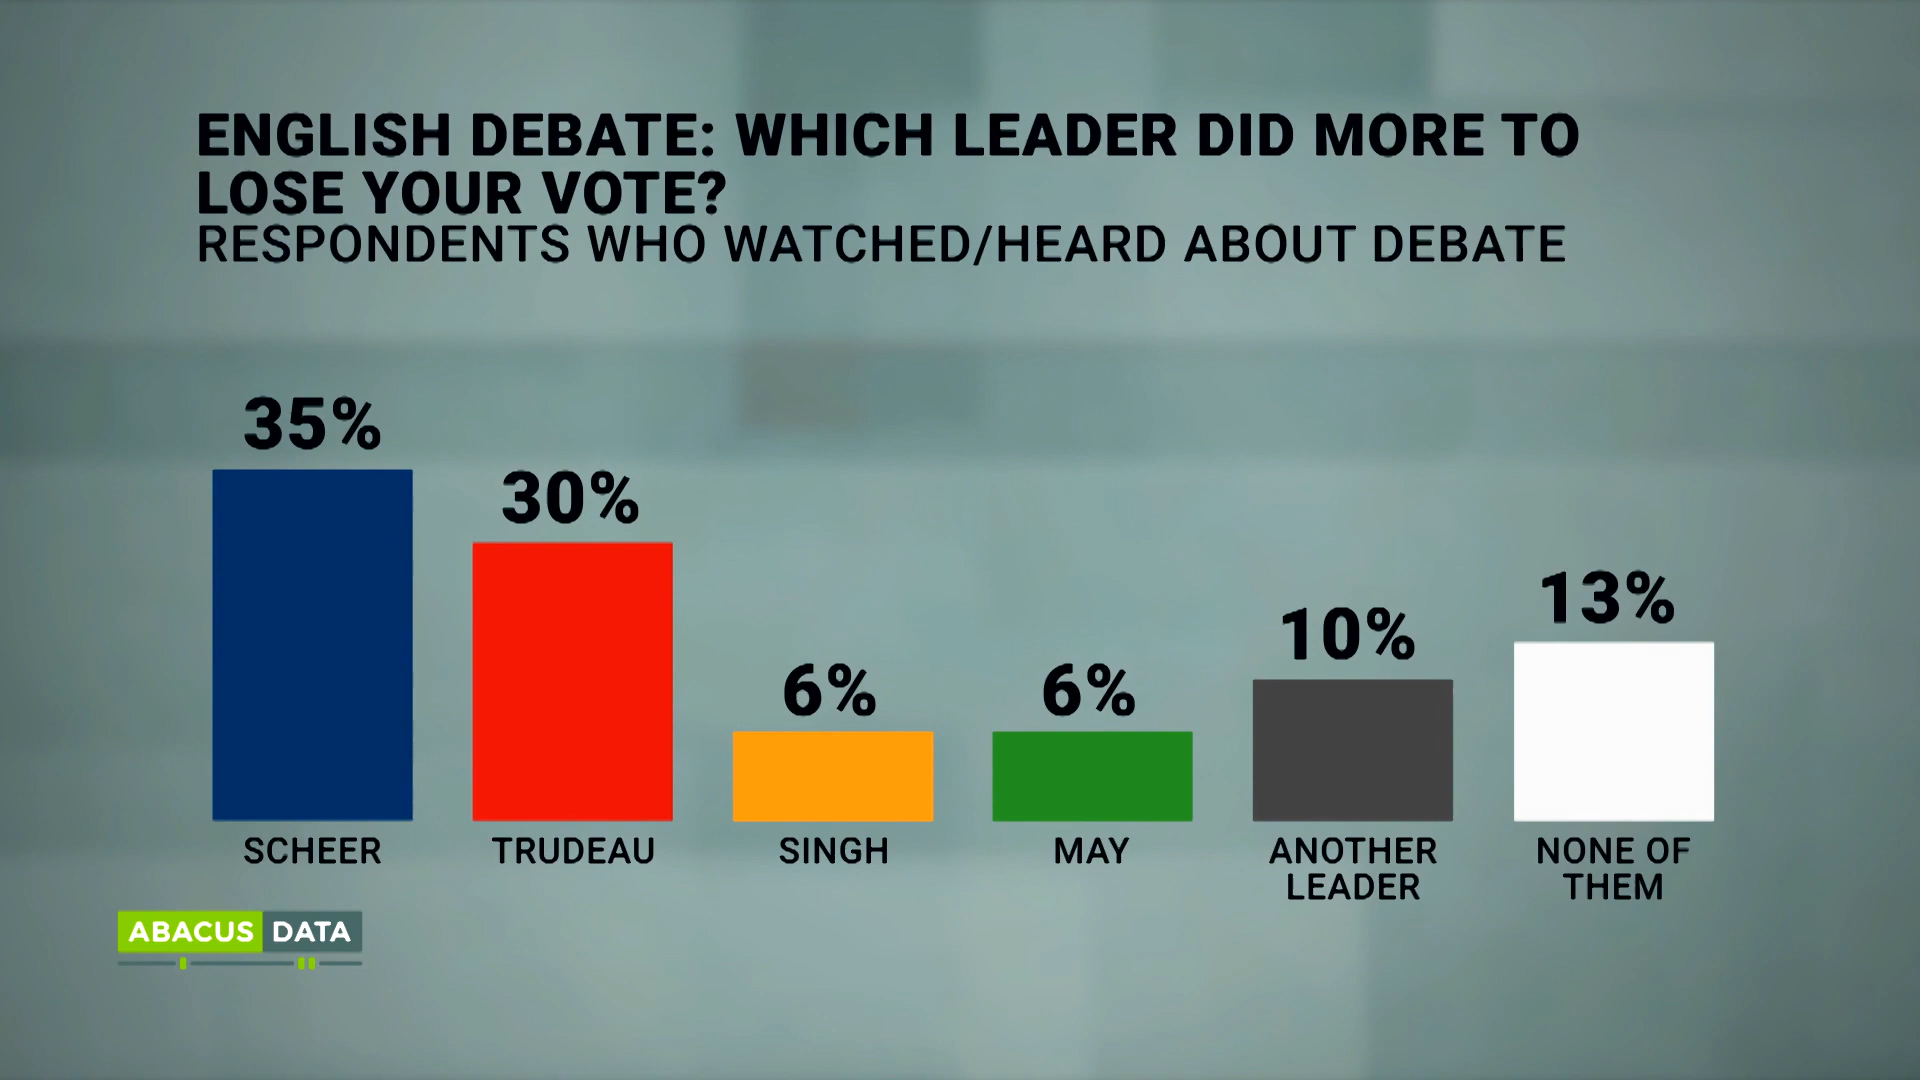 ENGLISH DEBATE: WHICH LEADER DID MORE TO
LOSE YOUR VOTE?
RESPONDENTS WHO WATCHED/HEARD ABOUT DEBATE
35%
30%
6%
6%
10%
13%
SCHEER
TRUDEAU
SINGH
MAY
ANOTHER
LEADER
NONE OF
THEM
ABACUS DATA